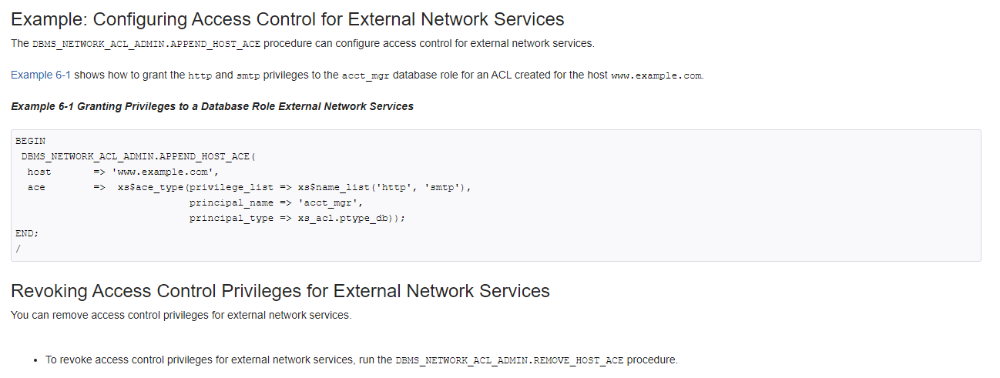 Example: Configuring Access Control for External Network Services
The DBMS_NETWORK_ACL_ADMIN.APPEND_HOST_ACE procedure can configure access control for external network services.
Example 6-1 shows how to grant the http and smtp privileges to the acct_mgr database role for an ACL created for the host www.example.com.
Example 6-1 Granting Privileges to a Database Role External Network Services
BEGIN
 DBMS_NETWORK_ACL_ADMIN.APPEND_HOST_ACE(
  host       => 'www.example.com',
  ace        =>  xs$ace_type(privilege_list => xs$name_list('http', 'smtp'),
                             principal_name => 'acct_mgr',
                             principal_type => xs_acl.ptype_db));
END;
/
Revoking Access Control Privileges for External Network Services
You can remove access control privileges for external network services.
• To revoke access control privileges for external network services, run the DBMS_NETWORK_ACL_ADMIN.REMOVE_HOST_ACE procedure.